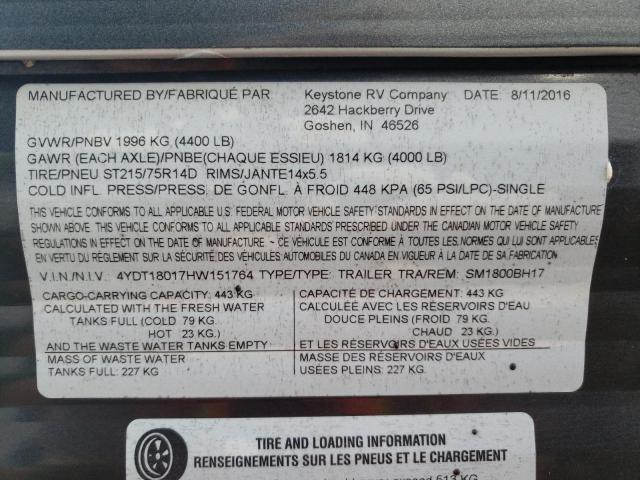 MANUFACTURED BY/FABRIQUÉ PAR Keystone RV Company DATE: 8/11/2016
2642 Hackberry Drive
Goshen, IN 46526
GVWR/PNBV 1996 KG (4400 LB)
GAWR (EACH AXLE)/PNBE(CHAQUE ESSIEU) 1814 KG (4000 LB)
TIRE/PNEU ST215/75R14D RIMS/JANTE14x5.5
COLD INFL. PRESS/PRESS. DE GONFL. À FROID 448 KPA (65 PSI/LPC)-SINGLE
THIS VEHICLE CONFORMS TO ALL APPLICABLE U.S. FEDERAL MOTOR VEHICLE SAFETY STANDARDS IN EFFECT ON THE DATE OF MANUFACTURE
SHOWN ABOVE. THIS VEHICLE CONFORMS TO ALL APPLICABLE STANDARDS PRESCRIBED UNDER THE CANADIAN MOTOR VEHICLE SAFETY
REGULATIONS IN EFFECT ON THE DATE OF MANUFACTURE. CE VEHICULE EST CONFORME A TOUTES LES NORMES QUI LUI SONT APPLICABLES
EN VERTU DU RÈGLEMENT SUR LA SÉCURITÉ DES VÉHICULES AUTOMOBILES DU CANADA EN VIGUEUR À LA DATE DE SA FABRICATION
V.I.N./N.I.V.: 4YDT18017HW151764 TYPE/TYPE: TRAILER TRA/REM: SM1800BH17
CARGO-CARRYING CAPACITY: 443 KG
CALCULATED WITH THE FRESH WATER
TANKS FULL (COLD 79 KG.
HOT 23 KG.)
AND THE WASTE WATER TANKS EMPTY
MASS OF WASTE WATER
TANKS FULL: 227 KG
CAPACITÉ DE CHARGEMENT: 443 KG
CALCULÉE AVEC LES RÉSERVOIRS D'EAU
DOUCE PLEINS (FROID 79 KG.
CHAUD 23 KG.)
ET LES RÉSERVOIRS D'EAUX USÉES VIDES
MASSE DES RÉSERVOIRS D'EAUX
USÉES PLEINS: 227 KG
TIRE AND LOADING INFORMATION
RENSEIGNEMENTS SUR LES PNEUS ET LE CHARGEMENT
exceed 513 KG